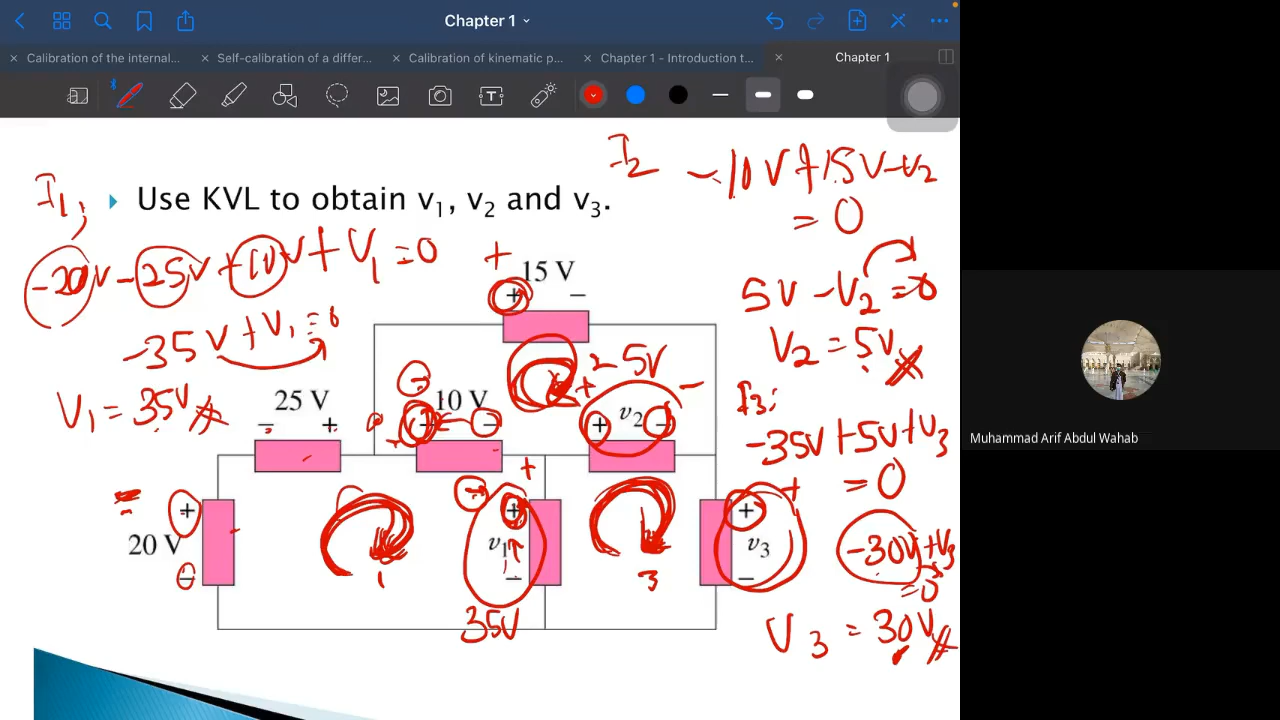 Chapter 1
Calibration of the internal...
Self-calibration of a differ...
Calibration of kinematic p...
Chapter 1 - Introduction t...
Chapter 1
I2 -10V+15V-V2
= 0
I1;
Use KVL to obtain v1, v2 and v3.
-20V-25V+10V+V1=0
-35V+V1=0
V1=35V
5V-V2=0
V2=5V
I3:
-35V+5V+V3
= 0
-30V+V3
=0
V3 = 30V
+
15 V
+ -
2
5V
+ -
25 V
- +
10 V
+ -
v2
+ -
+
20 V
+
-
1
v1
+
-
35V
3
+
v3
+
-
Muhammad Arif Abdul Wahab